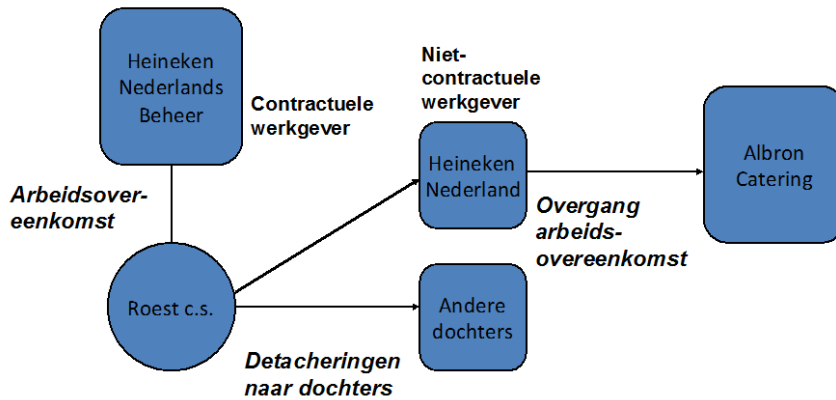 Heineken
Nederlands
Beheer
Contractuele
werkgever
Niet-
contractuele
werkgever
Heineken
Nederland
Albron
Catering
Arbeidsover-
eenkomst
Overgang
arbeids-
overeenkomst
Roest c.s.
Andere
dochters
Detacheringen
naar dochters